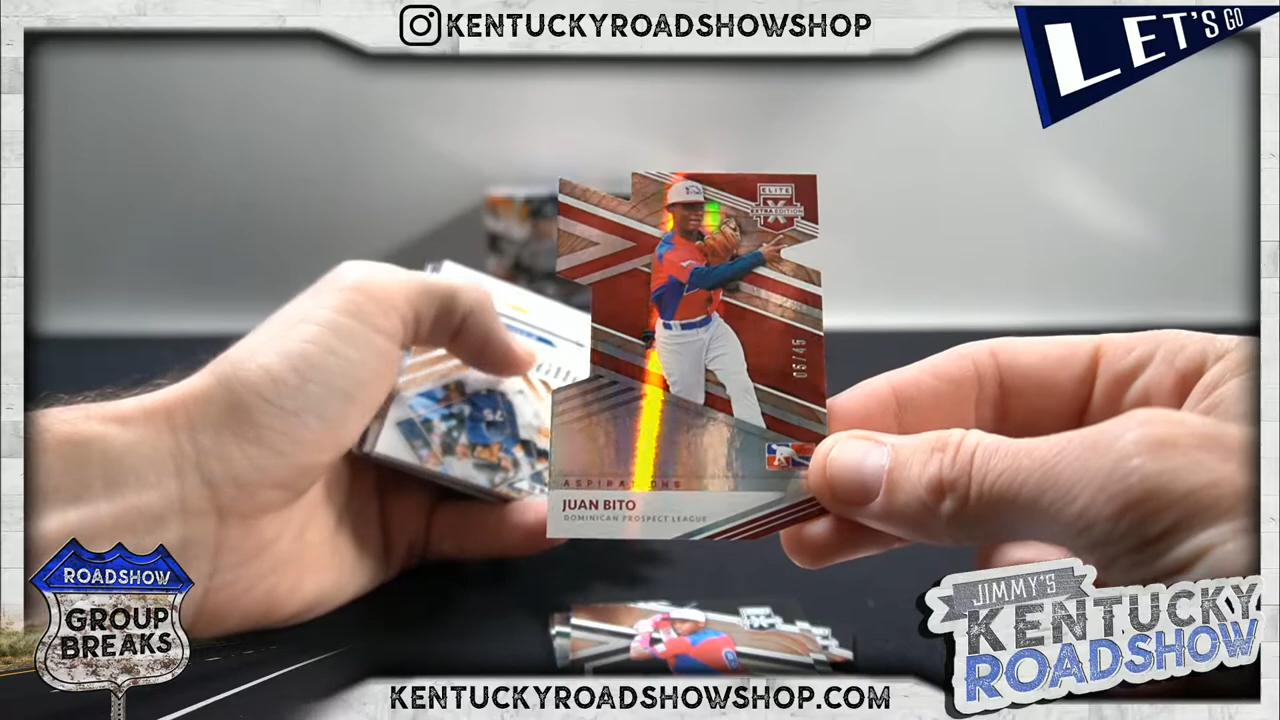 KENTUCKYROADSHOWSHOP
LET'S GO
ELITE
X
EXTRA EDITION
06/45
ASPIRATIONS
JUAN BITO
DOMINICAN PROSPECT LEAGUE
ROADSHOW
GROUP
BREAKS
JIMMY'S
KENTUCKY
ROADSHOW
KENTUCKYROADSHOWSHOP.COM